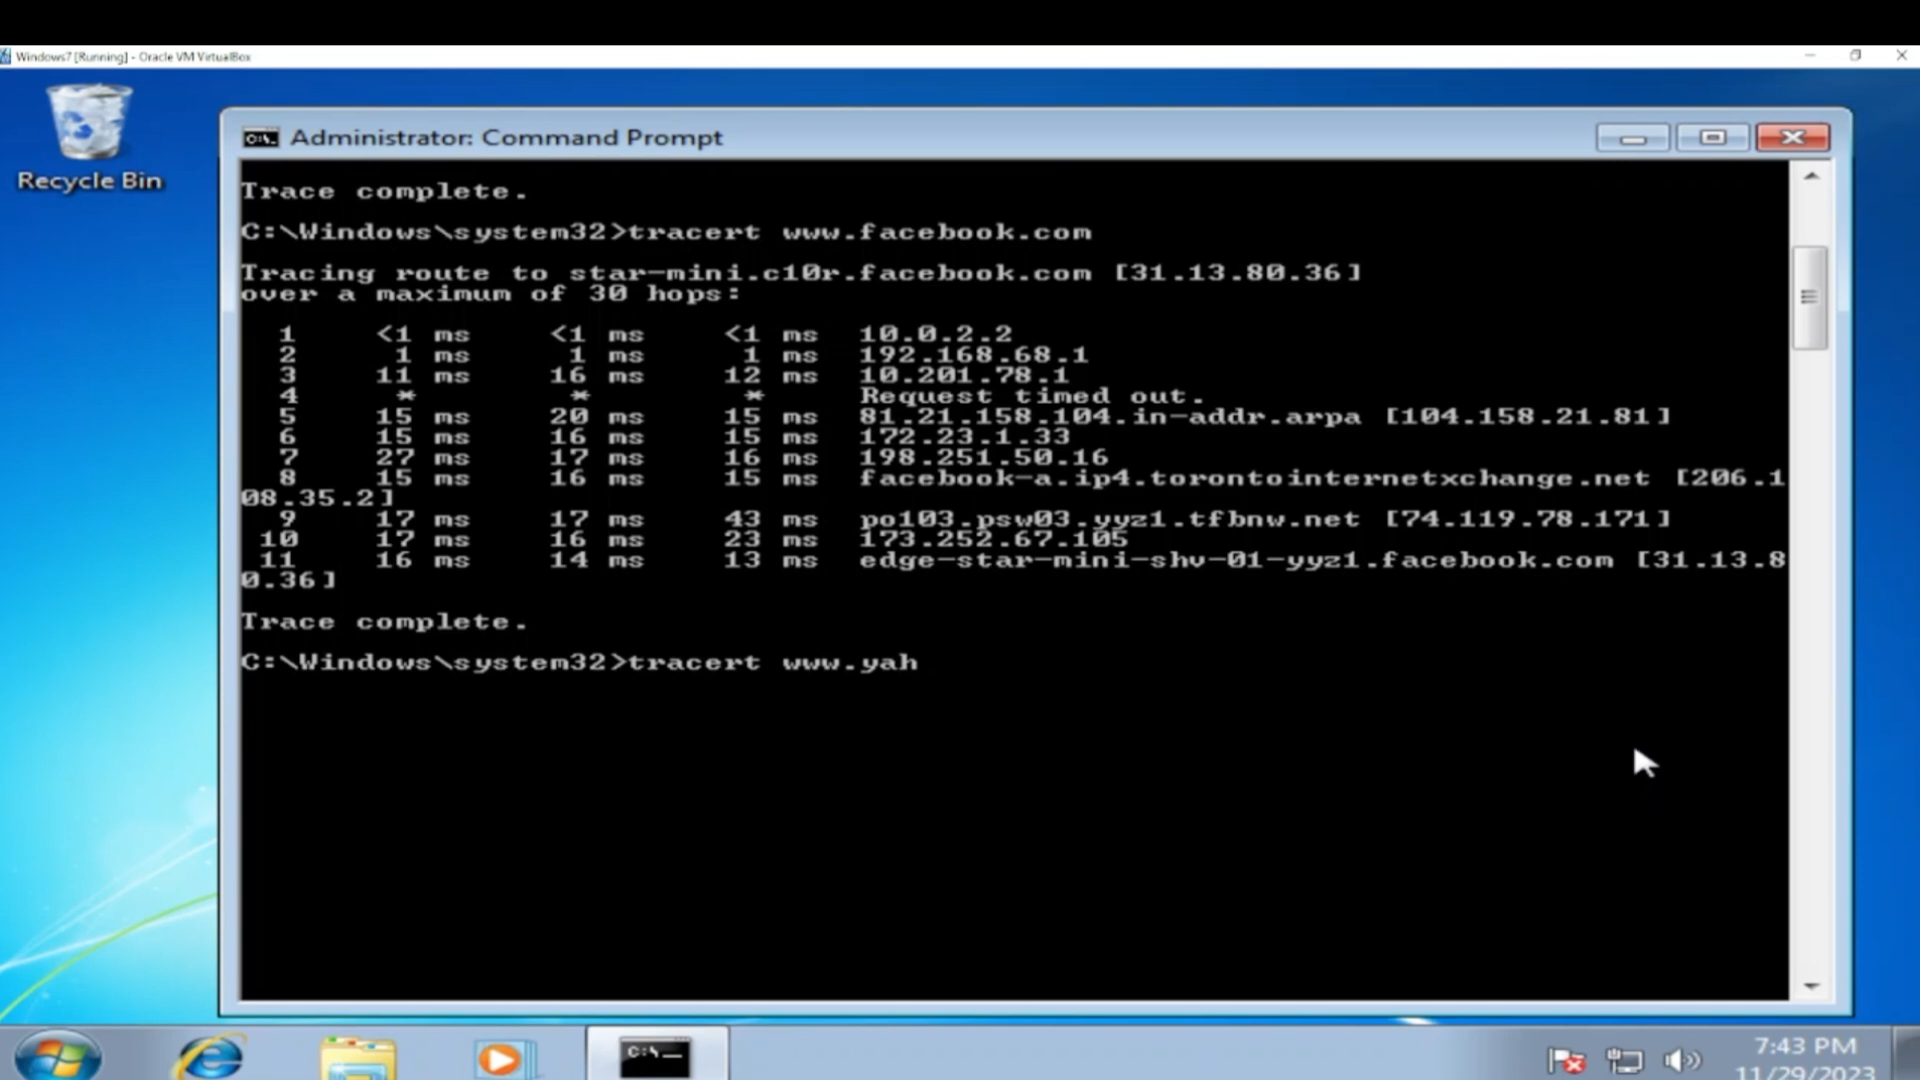 Windows7 [Running] - Oracle VM VirtualBox
Recycle Bin
Administrator: Command Prompt
Trace complete.
C:\Windows\system32>tracert www.facebook.com
Tracing route to star-mini.c10r.facebook.com [31.13.80.36]
over a maximum of 30 hops:
1 <1 ms <1 ms <1 ms 10.0.2.2
2 1 ms 1 ms 1 ms 192.168.68.1
3 11 ms 16 ms 12 ms 10.201.78.1
4 * * * Request timed out.
5 15 ms 20 ms 15 ms 81.21.158.104.in-addr.arpa [104.158.21.81]
6 15 ms 16 ms 15 ms 172.23.1.33
7 27 ms 17 ms 16 ms 198.251.50.16
8 15 ms 16 ms 15 ms facebook-a.ip4.torontointernetxchange.net [206.1
08.35.2]
9 17 ms 17 ms 43 ms po103.psw03.yyz1.tfbnw.net [74.119.78.171]
10 17 ms 16 ms 23 ms 173.252.67.105
11 16 ms 14 ms 13 ms edge-star-mini-shv-01-yyz1.facebook.com [31.13.8
0.36]
Trace complete.
C:\Windows\system32>tracert www.yah
C:\
7:43 PM
11/29/2023